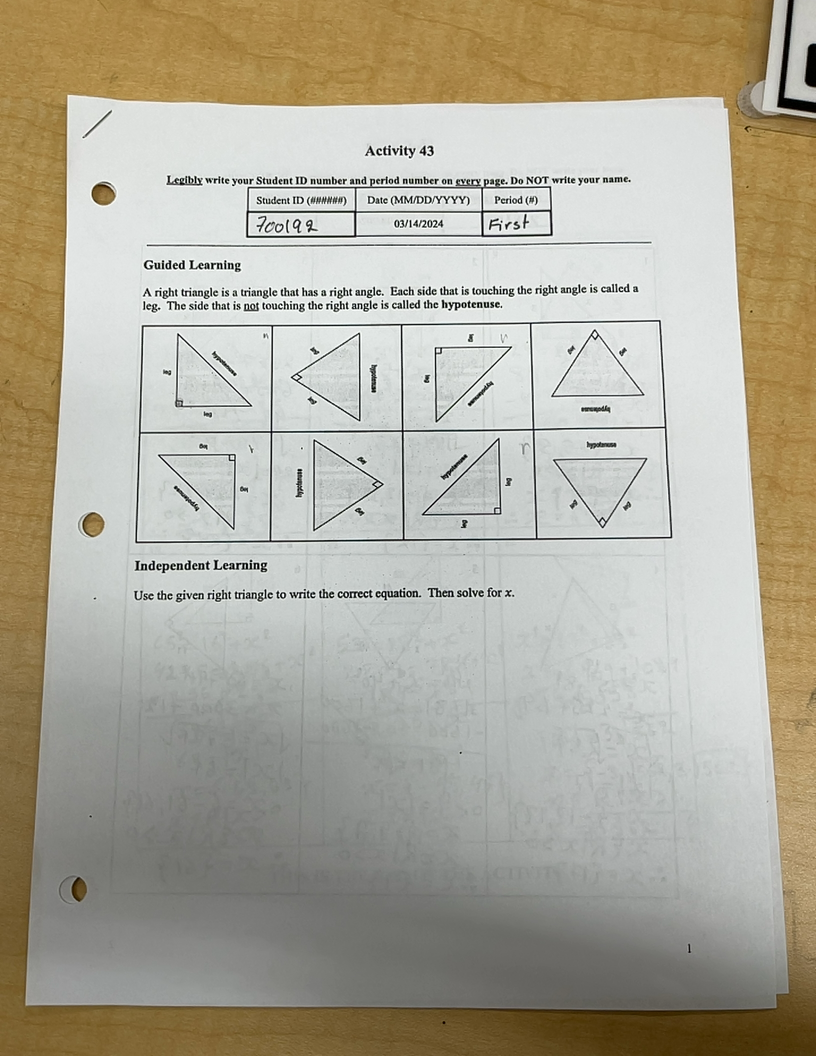 Activity 43
Legibly write your Student ID number and period number on every page. Do NOT write your name.
Student ID (######) Date (MM/DD/YYYY) Period (#)
700192 03/14/2024 First
Guided Learning
A right triangle is a triangle that has a right angle. Each side that is touching the right angle is called a
leg. The side that is not touching the right angle is called the hypotenuse.
leg hypotenuse leg
leg hypotenuse leg
leg leg hypotenuse
leg leg hypotenuse
leg leg hypotenuse
hypotenuse leg leg
hypotenuse leg leg
hypotenuse leg leg
Independent Learning
Use the given right triangle to write the correct equation. Then solve for x.
1